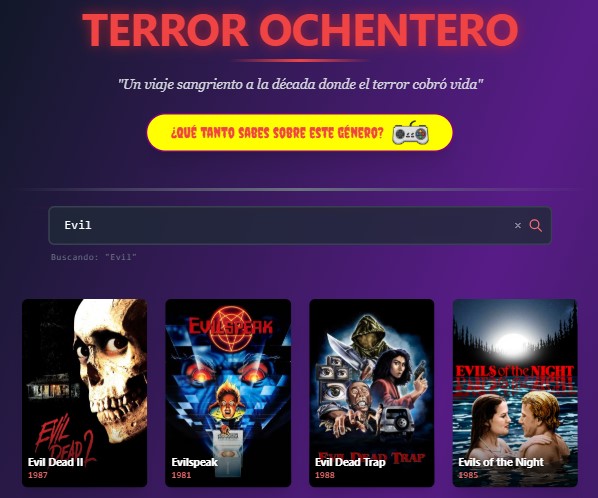 TERROR OCHENTERO
"Un viaje sangriento a la década donde el terror cobró vida"
¿QUÉ TANTO SABES SOBRE ESTE GÉNERO?
Evil
×
Buscando: "Evil"
EVIL
DEAD 2
Evil Dead II
1987
EVILSPEAK
Evilspeak
1981
EVIL DEAD TRAP
Evil Dead Trap
1988
EVILS of the NIGHT
Evils of the Night
1985